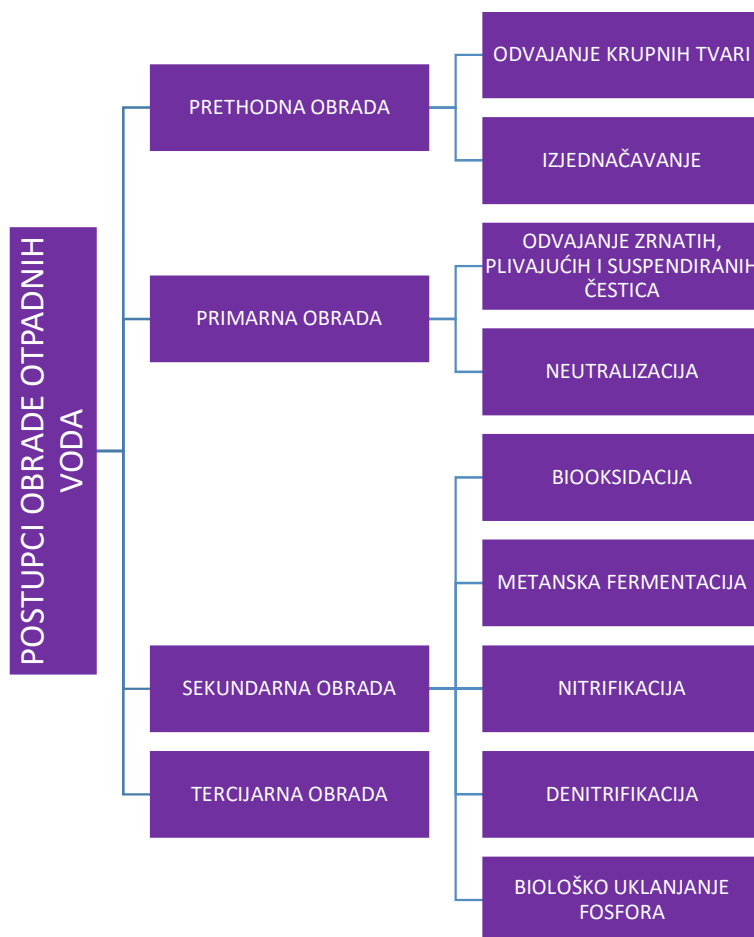 POSTUPCI OBRADE OTPADNIH
VODA
PRETHODNA OBRADA
ODVAJANJE KRUPNIH TVARI
IZJEDNAČAVANJE
PRIMARNA OBRADA
ODVAJANJE ZRNATIH,
PLIVAJUĆIH I SUSPENDIRANIH
ČESTICA
NEUTRALIZACIJA
SEKUNDARNA OBRADA
BIOOKSIDACIJA
METANSKA FERMENTACIJA
NITRIFIKACIJA
DENITRIFIKACIJA
BIOLOŠKO UKLANJANJE
FOSFORA
TERCIJARNA OBRADA